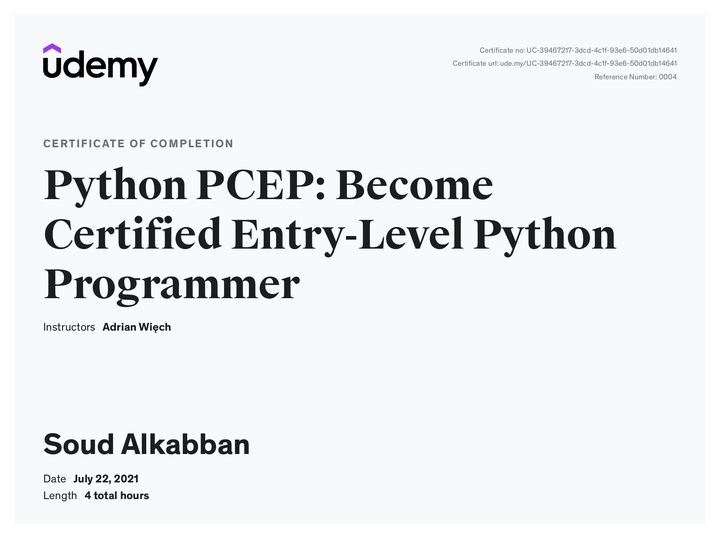 udemy
Certificate no: UC-39467217-3dcd-4c1f-93e6-50d01db14641
Certificate url: ude.my/UC-39467217-3dcd-4c1f-93e6-50d01db14641
Reference Number: 0004
CERTIFICATE OF COMPLETION
Python PCEP: Become
Certified Entry-Level Python
Programmer
Instructors Adrian Więch
Soud Alkabban
Date July 22, 2021
Length 4 total hours